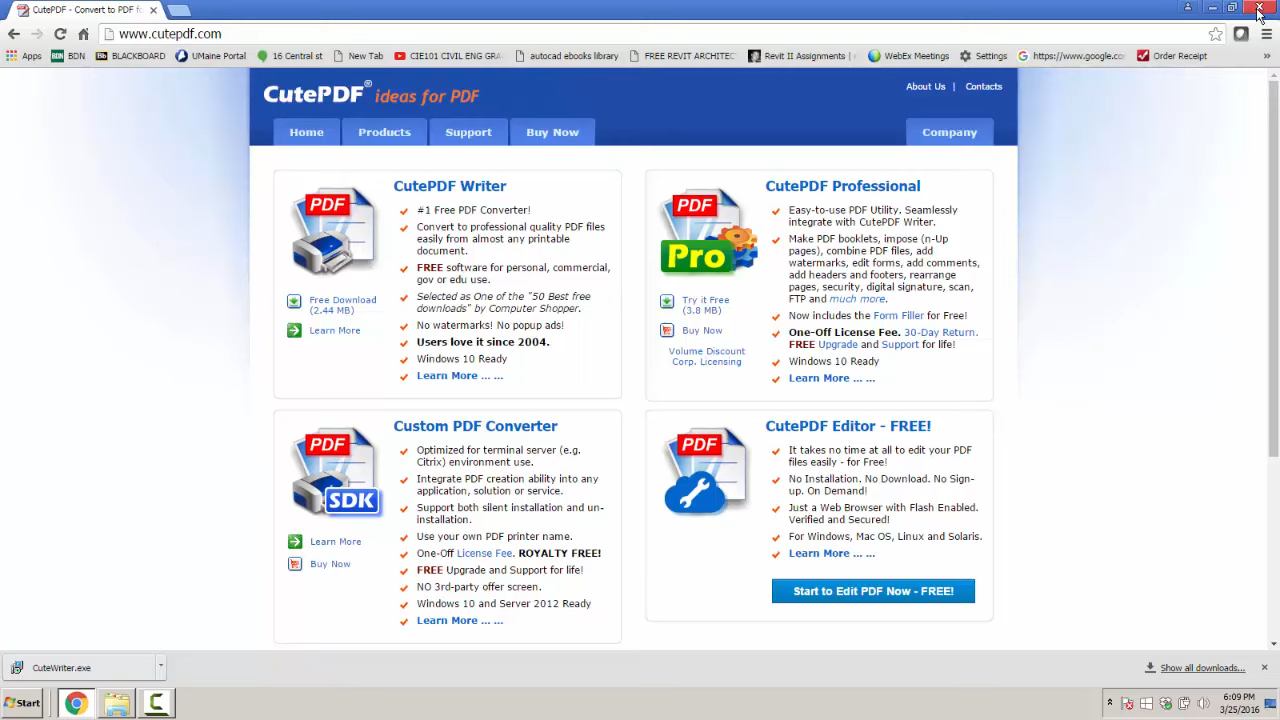 CutePDF - Convert to PDF fo
www.cutepdf.com
Apps
BDN
BLACKBOARD
UMaine Portal
16 Central st
New Tab
CIE101 CIVIL ENG GRA
autocad ebooks library
FREE REVIT ARCHITEC
Revit II Assignments |
WebEx Meetings
Settings
https://www.google.co
Order Receipt
CutePDF® ideas for PDF
About Us | Contacts
Home
Products
Support
Buy Now
Company
PDF
CutePDF Writer
#1 Free PDF Converter!
Convert to professional quality PDF files
easily from almost any printable
document.
FREE software for personal, commercial,
gov or edu use.
Selected as One of the "50 Best free
downloads" by Computer Shopper.
No watermarks! No popup ads!
Users love it since 2004.
Windows 10 Ready
Learn More ... ...
Free Download
(2.44 MB)
Learn More
PDF
Pro
CutePDF Professional
Easy-to-use PDF Utility. Seamlessly
integrate with CutePDF Writer.
Make PDF booklets, impose (n-Up
pages), combine PDF files, add
watermarks, edit forms, add comments,
add headers and footers, rearrange
pages, security, digital signature, scan,
FTP and much more.
Now includes the Form Filler for Free!
One-Off License Fee. 30-Day Return.
FREE Upgrade and Support for life!
Windows 10 Ready
Learn More ... ...
Try it Free
(3.8 MB)
Buy Now
Volume Discount
Corp. Licensing
PDF
SDK
Custom PDF Converter
Optimized for terminal server (e.g.
Citrix) environment use.
Integrate PDF creation ability into any
application, solution or service.
Support both silent installation and un-
installation.
Use your own PDF printer name.
One-Off License Fee. ROYALTY FREE!
FREE Upgrade and Support for life!
NO 3rd-party offer screen.
Windows 10 and Server 2012 Ready
Learn More ... ...
Learn More
Buy Now
PDF
CutePDF Editor - FREE!
It takes no time at all to edit your PDF
files easily - for Free!
No Installation. No Download. No Sign-
up. On Demand!
Just a Web Browser with Flash Enabled.
Verified and Secured!
For Windows, Mac OS, Linux and Solaris.
Learn More ... ...
Start to Edit PDF Now - FREE!
CuteWriter.exe
Show all downloads...
Start
6:09 PM
3/25/2016